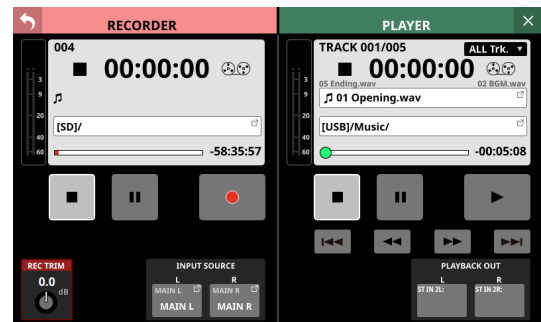 RECORDER
004
00:00:00
[SD]/
-58:35:57
3
9
20
40
60
REC TRIM
0.0
dB
INPUT SOURCE
L R
MAIN L MAIN R
MAIN L MAIN R
PLAYER
TRACK 001/005
ALL Trk.
00:00:00
05 Ending.wav 02 BGM.wav
01 Opening.wav
[USB]/Music/
-00:05:08
3
9
20
40
60
PLAYBACK OUT
L R
ST IN 2L: ST IN 2R: